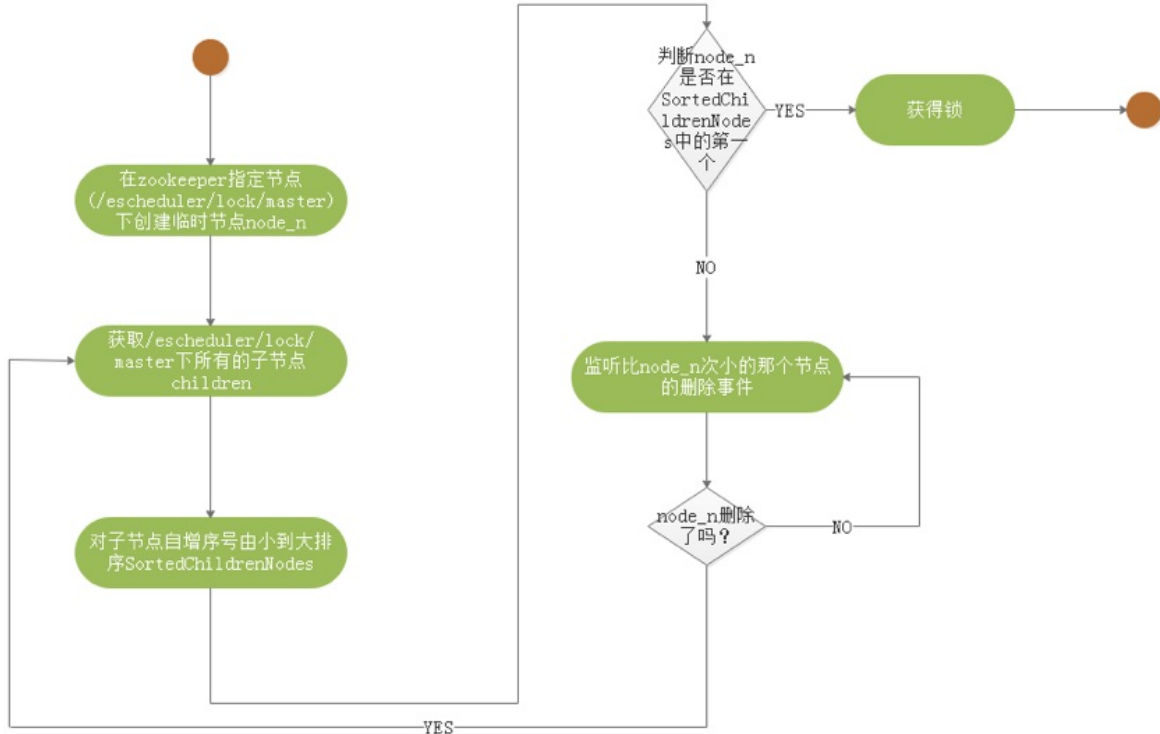 在zookeeper指定节点
(/escheduler/lock/master)
下创建临时节点node_n
获取/escheduler/lock/
master下所有的子节点
children
对子节点自增序号由小到大排
序SortedChildrenNodes
判断node_n
是否在
SortedChi
ldrenNode
s中的第一
个
YES
获得锁
NO
监听比node_n次小的那个节点
的删除事件
node_n删除
了吗？
NO
YES